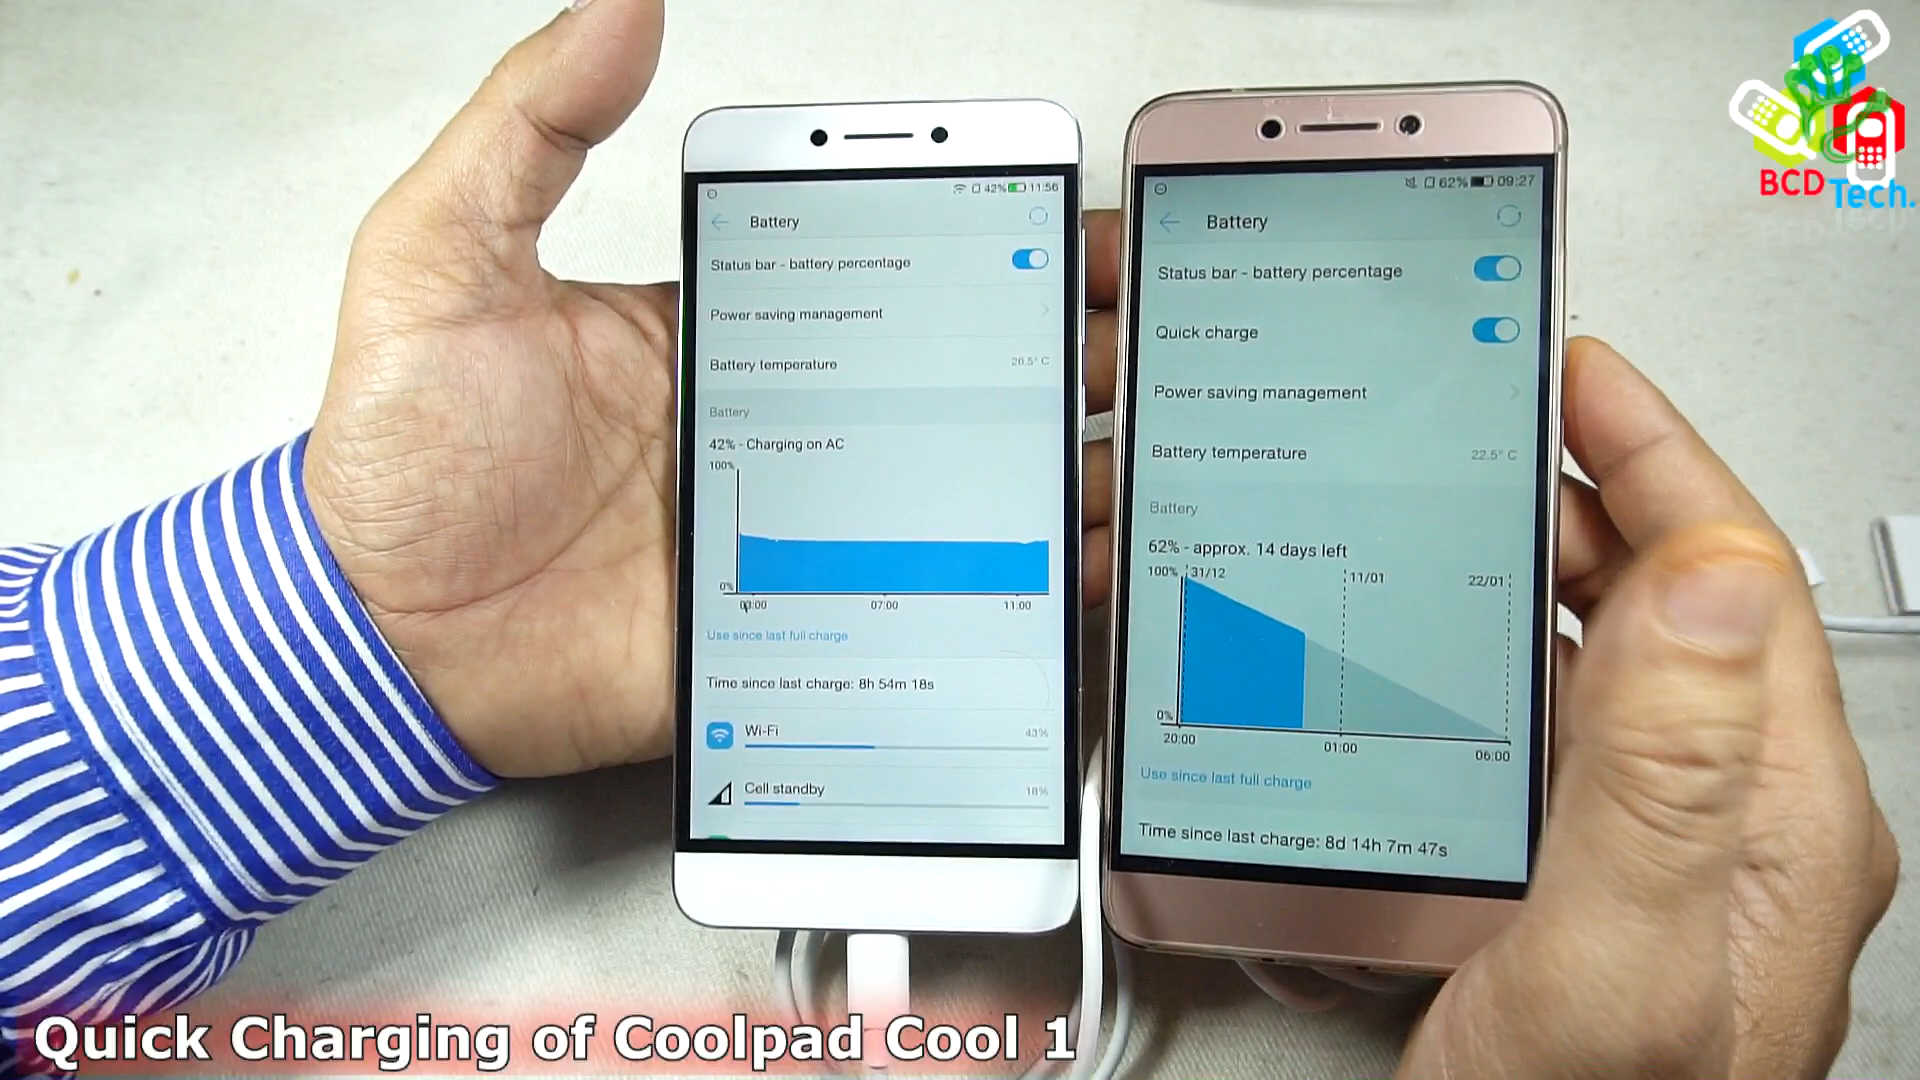 42% 11:56
Battery
Status bar - battery percentage
Power saving management
Battery temperature 26.5° C
Battery
42% - Charging on AC
100%
0%
03:00 07:00 11:00
Use since last full charge
Time since last charge: 8h 54m 18s
Wi-Fi 43%
Cell standby 18%
62% 09:27
Battery
Status bar - battery percentage
Quick charge
Power saving management
Battery temperature 22.5° C
Battery
62% - approx. 14 days left
100% 31/12 11/01 22/01
0%
20:00 01:00 06:00
Use since last full charge
Time since last charge: 8d 14h 7m 47s
BCD Tech.
Quick Charging of Coolpad Cool 1